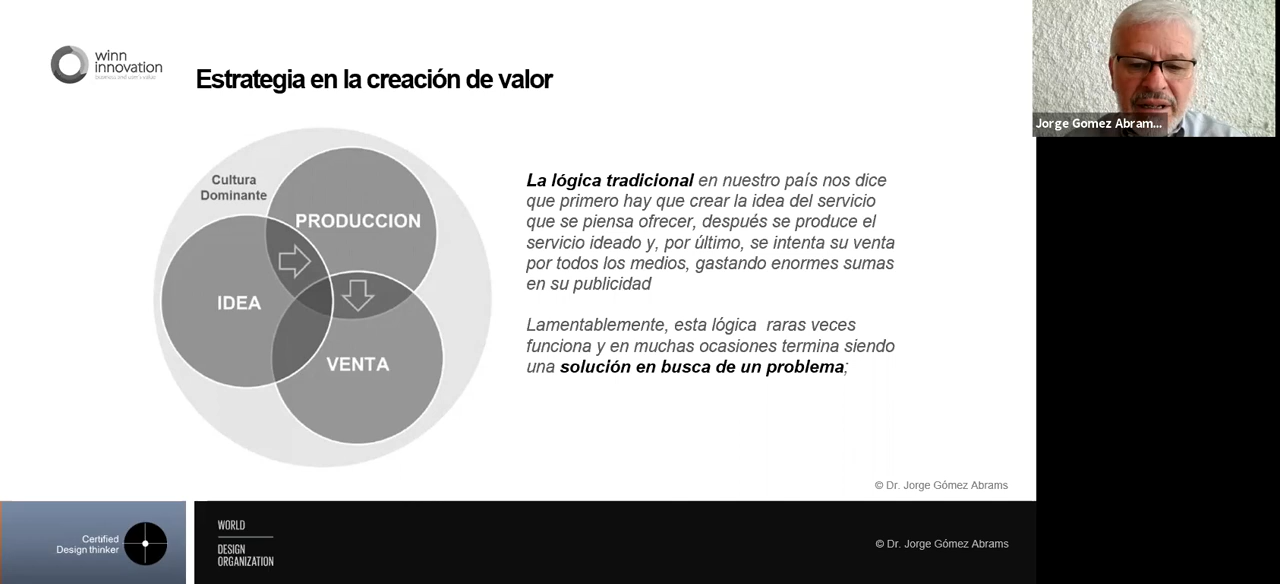 winn
innovation
business and user's value
Estrategia en la creación de valor
Cultura
Dominante
PRODUCCION
IDEA
VENTA
La lógica tradicional en nuestro país nos dice
que primero hay que crear la idea del servicio
que se piensa ofrecer, después se produce el
servicio ideado y, por último, se intenta su venta
por todos los medios, gastando enormes sumas
en su publicidad
Lamentablemente, esta lógica raras veces
funciona y en muchas ocasiones termina siendo
una solución en busca de un problema;
© Dr. Jorge Gómez Abrams
Certified
Design thinker
WORLD
DESIGN
ORGANIZATION
© Dr. Jorge Gómez Abrams
Jorge Gomez Abram...